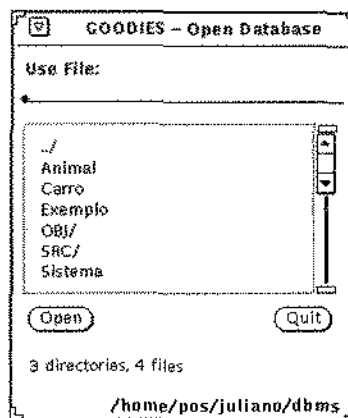 GOODIES – Open Database
Use File:
../
Animal
Carro
Exemplo
OBJ/
SRC/
Sistema
Open Quit
3 directories, 4 files
/home/pos/juliano/dbms